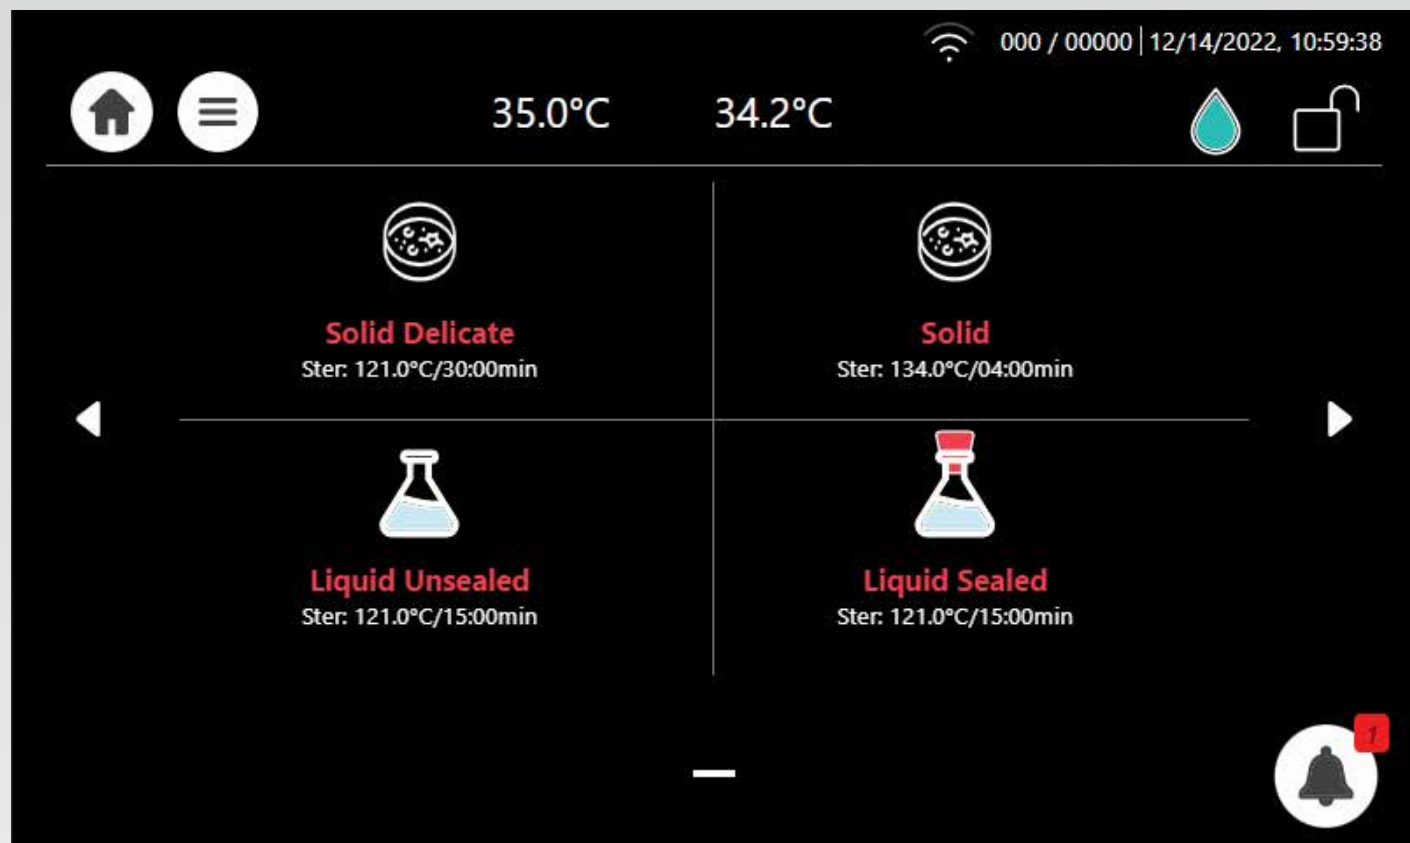 000 / 00000 12/14/2022, 10:59:38
35.0°C 34.2°C
Solid Delicate
Ster: 121.0°C/30:00min
Solid
Ster: 134.0°C/04:00min
Liquid Unsealed
Ster: 121.0°C/15:00min
Liquid Sealed
Ster: 121.0°C/15:00min
1